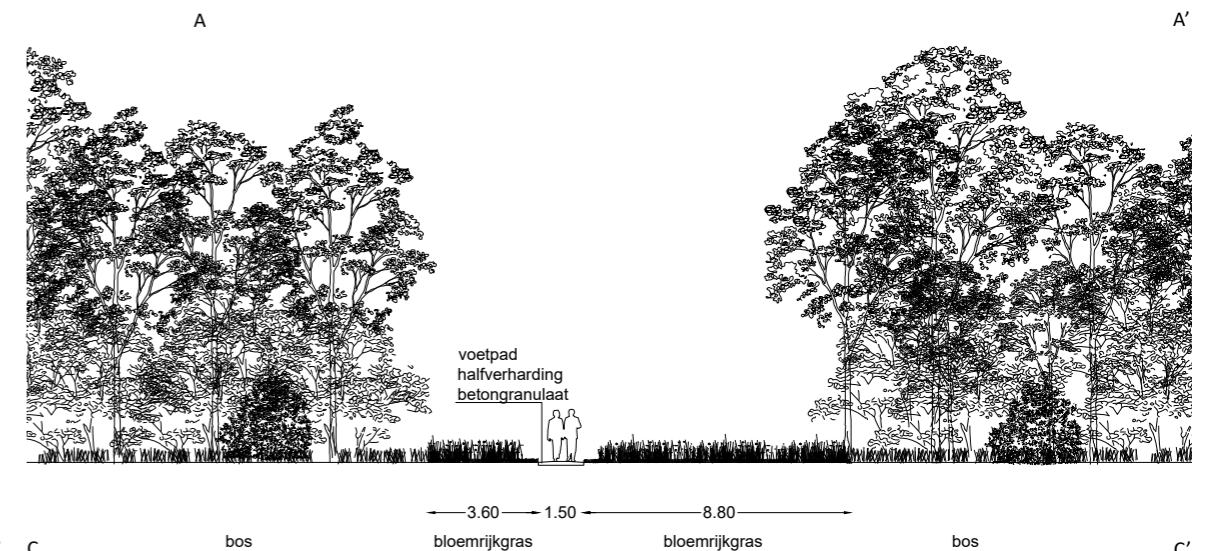 A A’
voetpad
halfverharding
betongranulaat
3.60 1.50 8.80
C bos bloemrijkgras bloemrijkgras bos C’